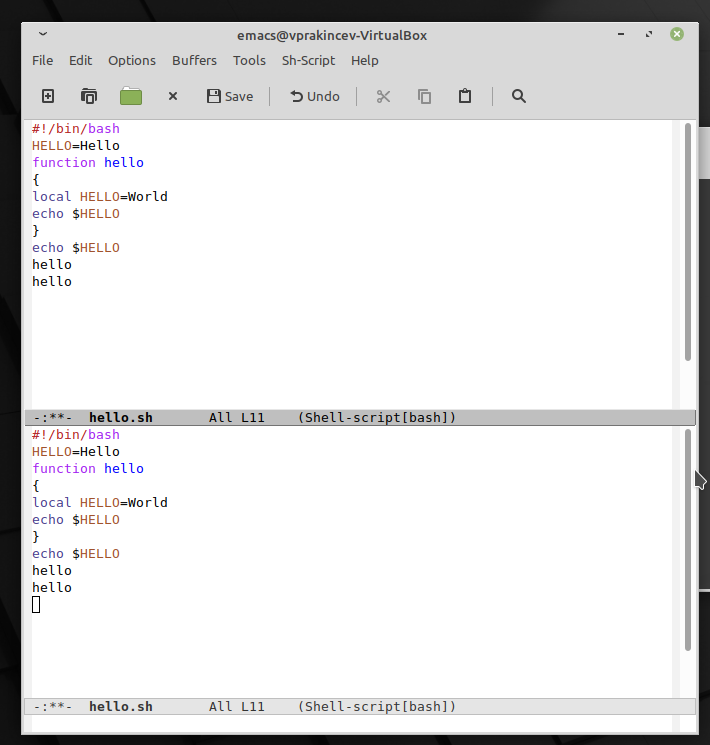 emacs@vprakincev-VirtualBox
File Edit Options Buffers Tools Sh-Script Help
Save Undo
#!/bin/bash
HELLO=Hello
function hello
{
local HELLO=World
echo $HELLO
}
echo $HELLO
hello
hello
-:**-  hello.sh       All L11    (Shell-script[bash])
#!/bin/bash
HELLO=Hello
function hello
{
local HELLO=World
echo $HELLO
}
echo $HELLO
hello
hello
-:**-  hello.sh       All L11    (Shell-script[bash])